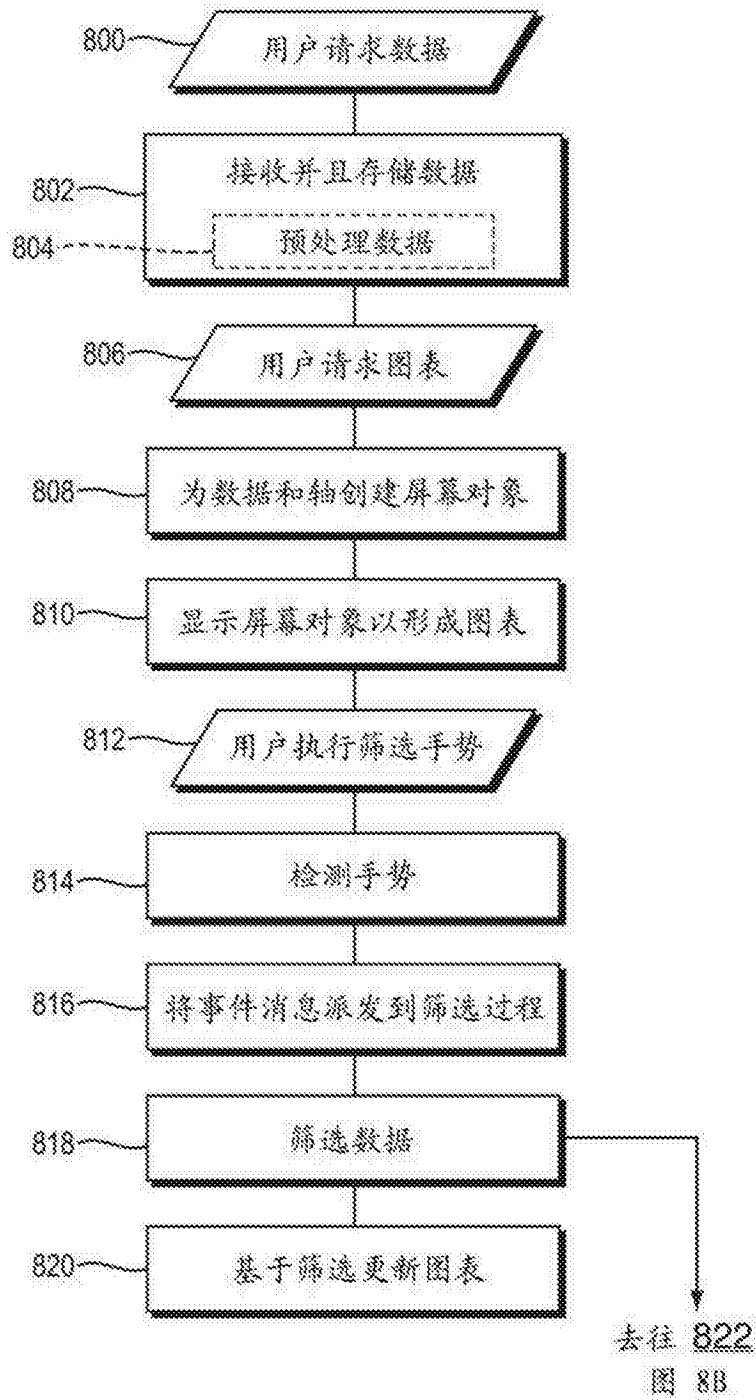 800
用户请求数据
802
接收并且存储数据
804
预处理数据
806
用户请求图表
808
为数据和轴创建屏幕对象
810
显示屏幕对象以形成图表
812
用户执行筛选手势
814
检测手势
816
将事件消息派发到筛选过程
818
筛选数据
820
基于筛选更新图表
去往 822
图 8B